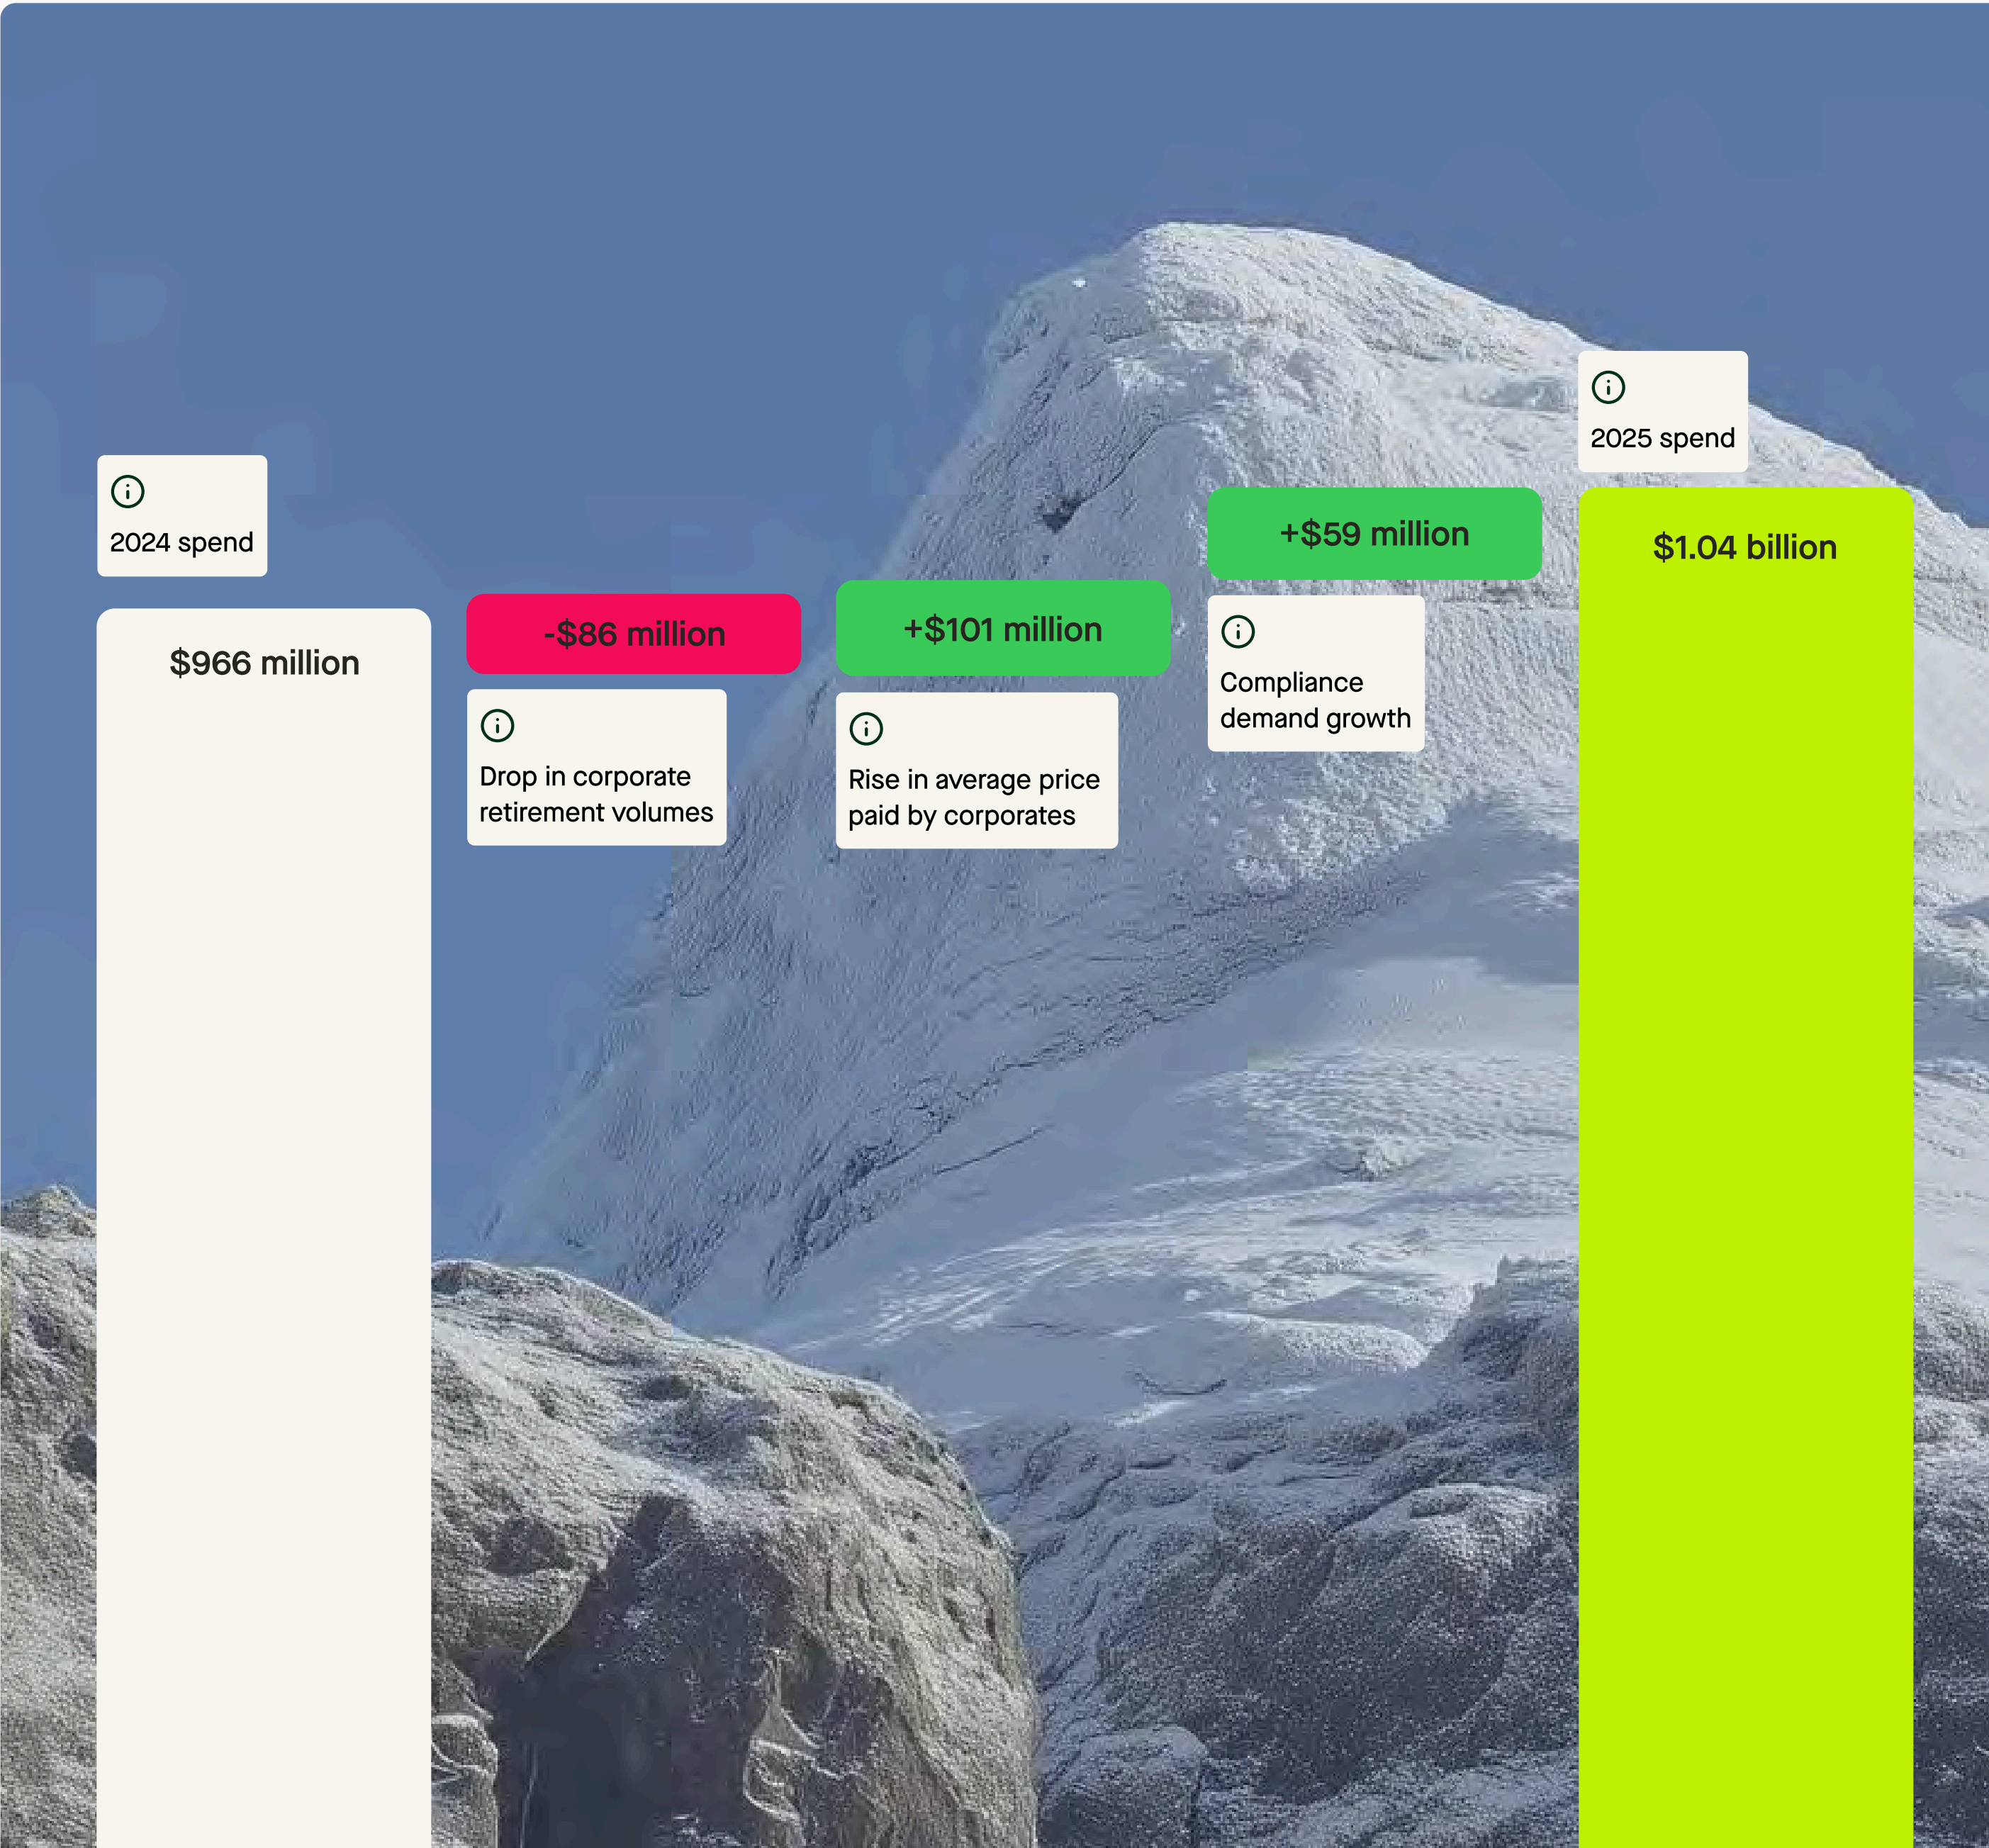 2024 spend
$966 million
-$86 million
Drop in corporate
retirement volumes
+$101 million
Rise in average price
paid by corporates
+$59 million
Compliance
demand growth
2025 spend
$1.04 billion